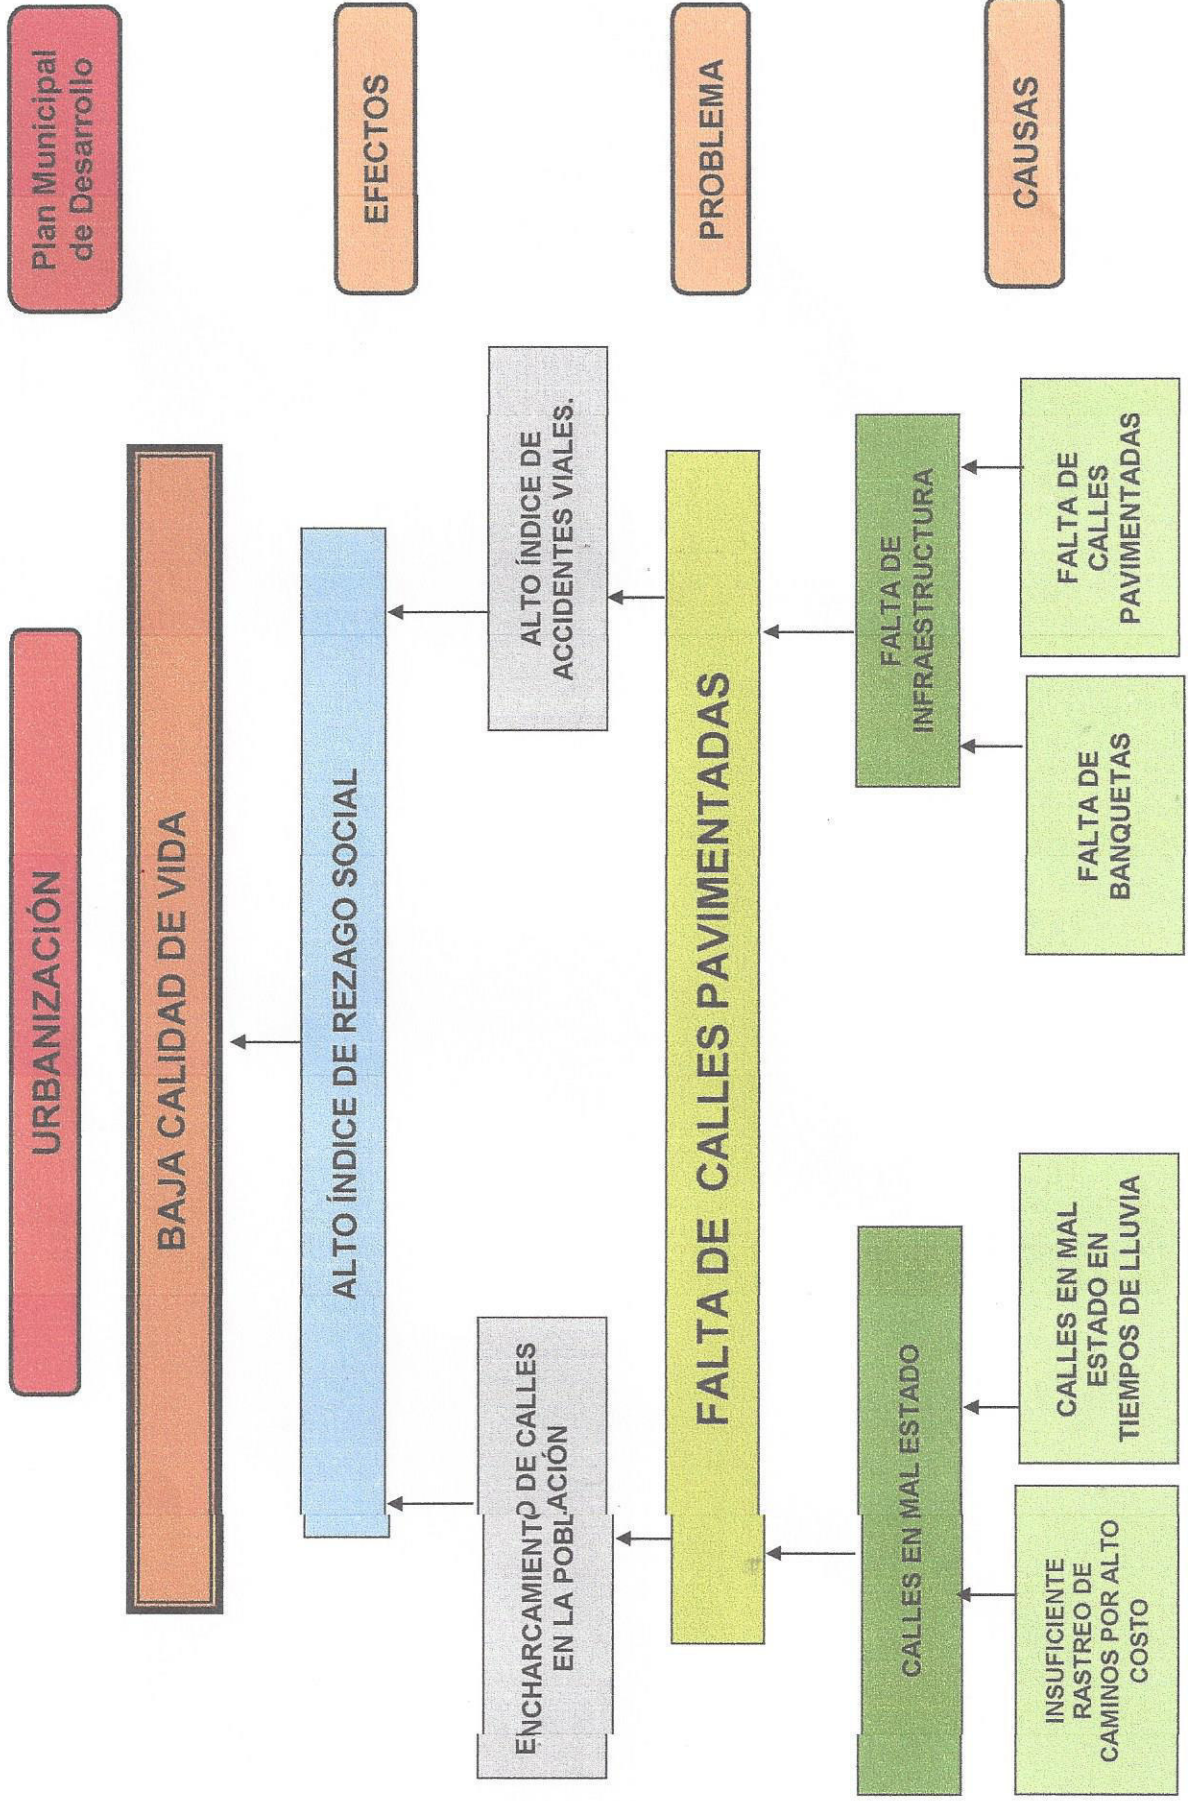 Plan Municipal
de Desarrollo
URBANIZACIÓN
BAJA CALIDAD DE VIDA
EFECTOS
ALTO ÍNDICE DE REZAGO SOCIAL
ENCHARCAMIENTO DE CALLES
EN LA POBLACIÓN
ALTO ÍNDICE DE
ACCIDENTES VIALES.
PROBLEMA
FALTA DE CALLES PAVIMENTADAS
CALLES EN MAL ESTADO
FALTA DE
INFRAESTRUCTURA
CAUSAS
INSUFICIENTE
RASTREO DE
CAMINOS POR ALTO
COSTO
CALLES EN MAL
ESTADO EN
TIEMPOS DE LLUVIA
FALTA DE
BANQUETAS
FALTA DE
CALLES
PAVIMENTADAS